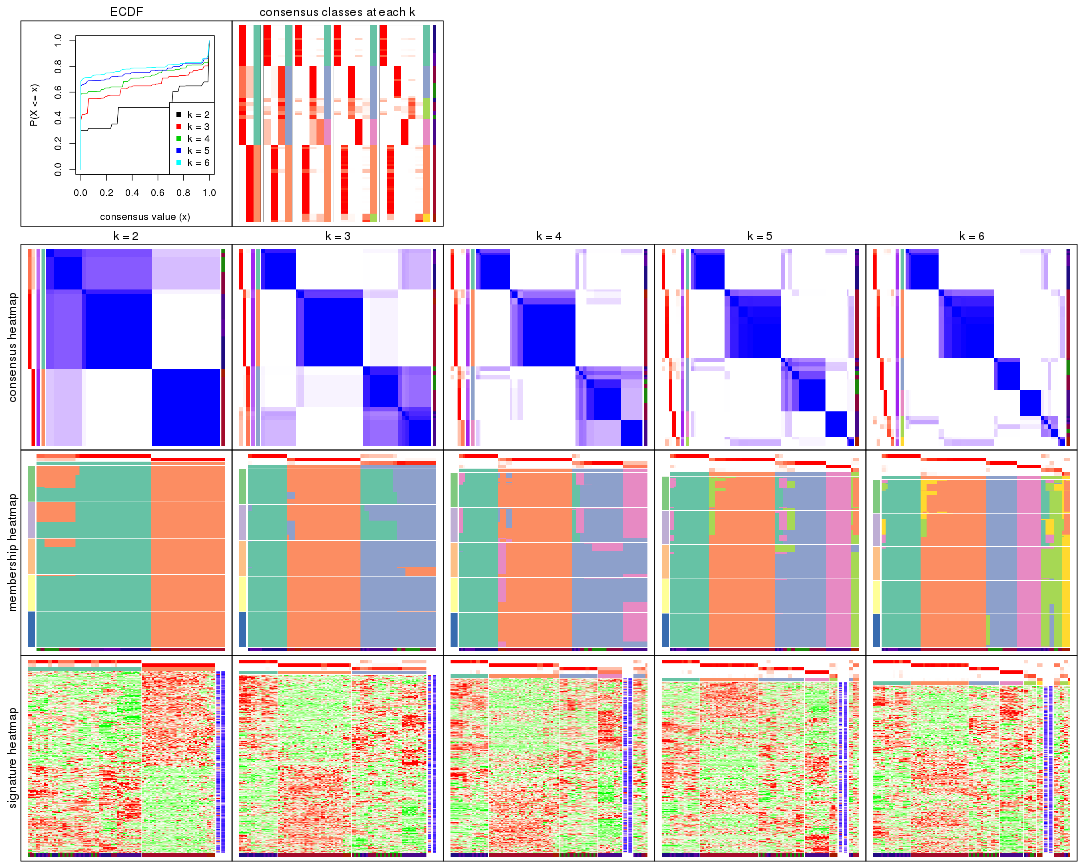 ECDF
consensus classes at each k
P(X <= x)
0.0 0.2 0.4 0.6 0.8 1.0
k = 2
k = 3
k = 4
k = 5
k = 6
0.0 0.2 0.4 0.6 0.8 1.0
consensus value (x)
k = 2
k = 3
k = 4
k = 5
k = 6
consensus heatmap
membership heatmap
signature heatmap